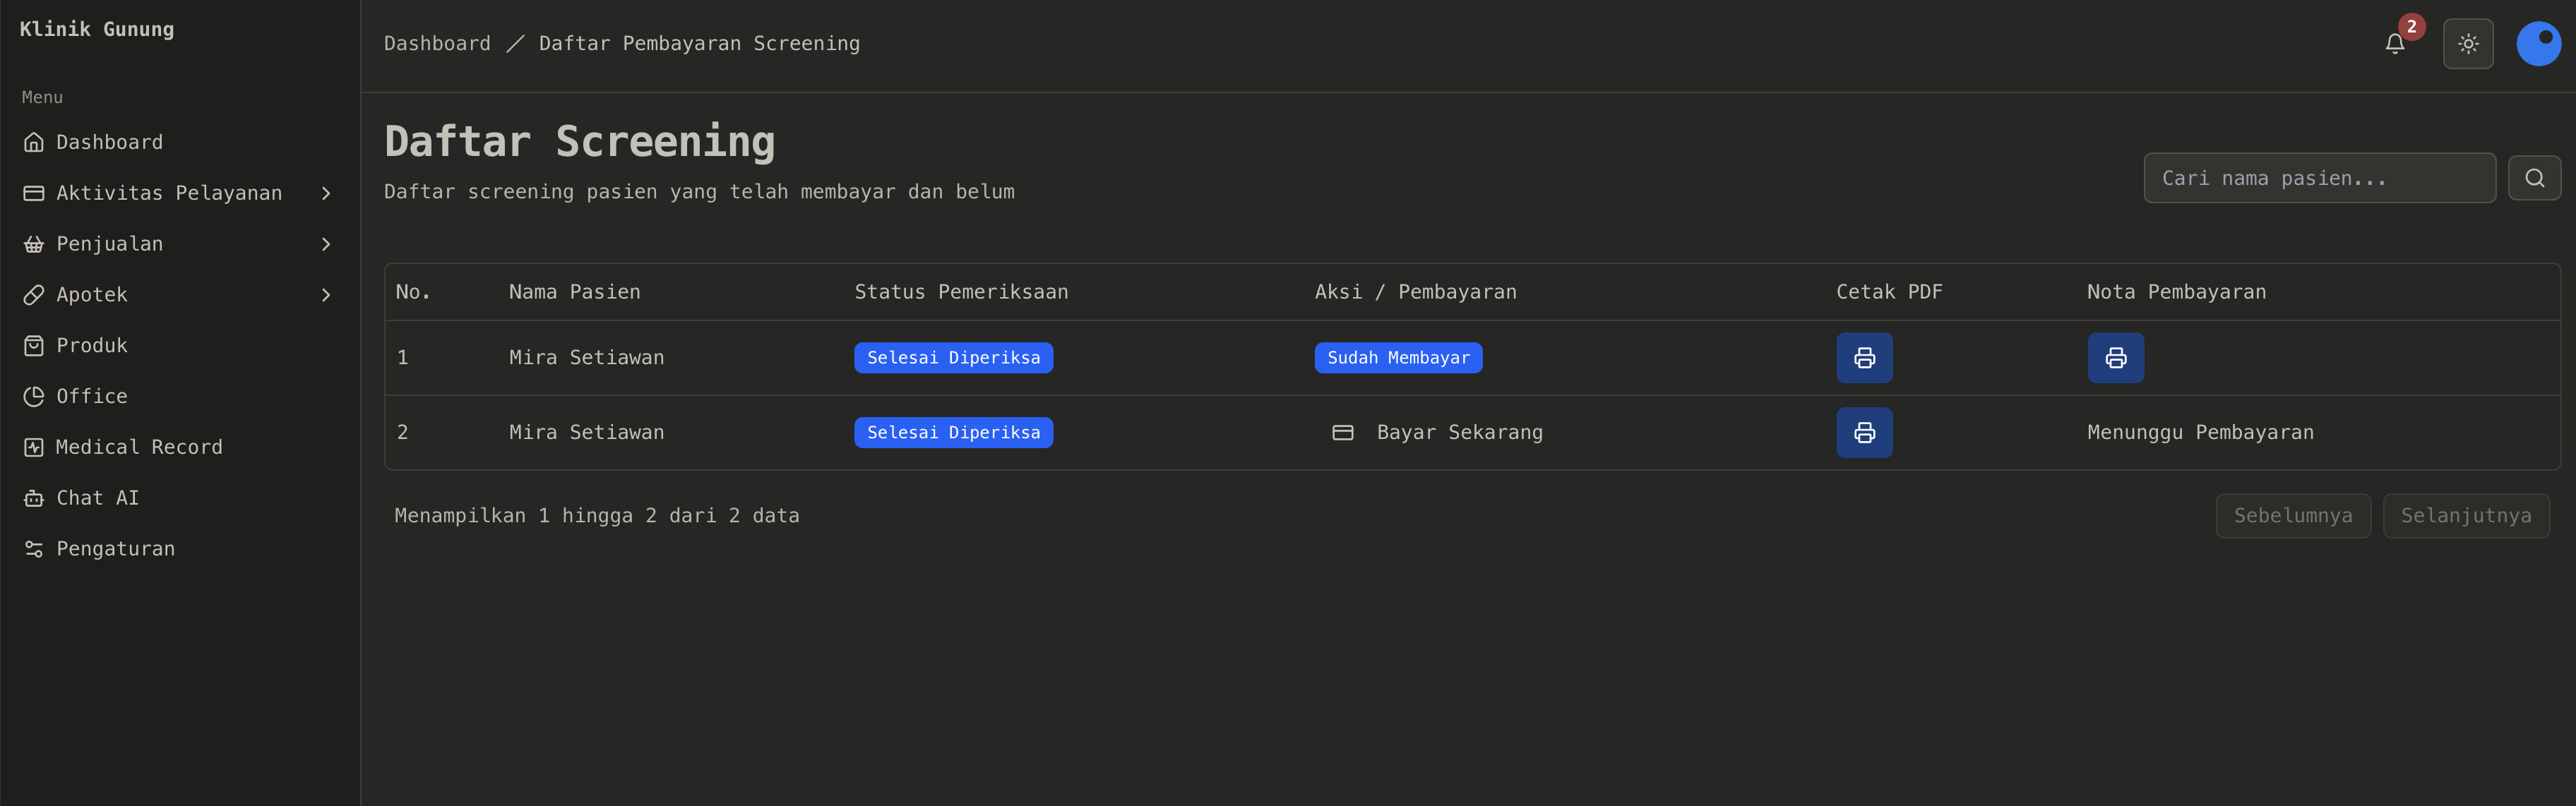 Klinik Gunung
Menu
Dashboard
Aktivitas Pelayanan
Penjualan
Apotek
Produk
Office
Medical Record
Chat AI
Pengaturan
Dashboard / Daftar Pembayaran Screening
2
Daftar Screening
Daftar screening pasien yang telah membayar dan belum
Cari nama pasien...
No. Nama Pasien Status Pemeriksaan Aksi / Pembayaran Cetak PDF Nota Pembayaran
1 Mira Setiawan Selesai Diperiksa Sudah Membayar
2 Mira Setiawan Selesai Diperiksa Bayar Sekarang Menunggu Pembayaran
Menampilkan 1 hingga 2 dari 2 data
Sebelumnya Selanjutnya